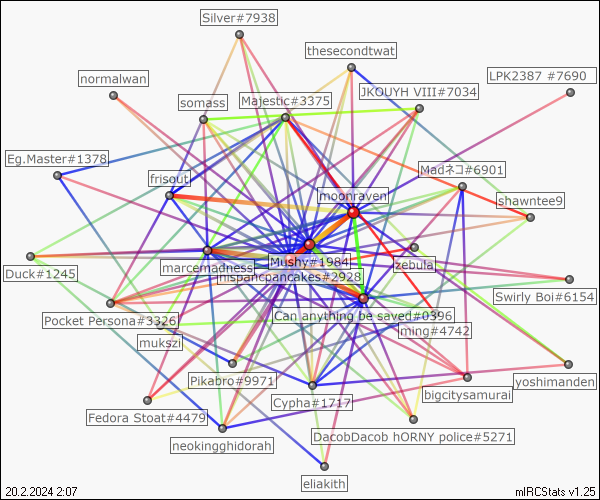 Silver#7938
thesecondtwat
normalwan
LPK2387 #7690
JKOUYH VIII#7034
somass
Majestic#3375
Eg.Master#1378
Madネコ#6901
frisout
moonraven
shawntee9
Mushy#1984
zebula
marcemadness
hispancpancakes#2928
Duck#1245
Swirly Boi#6154
Pocket Persona#3326
Can anything be saved#0396
ming#4742
mukszi
Pikabro#9971
yoshimanden
bigcitysamurai
Cypha#1717
Fedora Stoat#4479
DacobDacob hORNY police#5271
neokingghidorah
eliakith
20.2.2024 2:07
mIRCStats v1.25